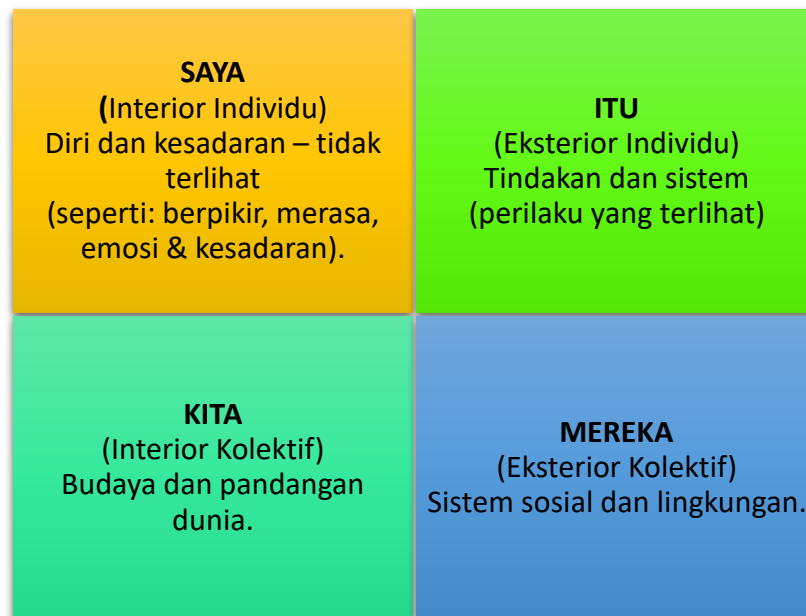 SAYA
(Interior Individu)
Diri dan kesadaran – tidak
terlihat
(seperti: berpikir, merasa,
emosi & kesadaran).
ITU
(Eksterior Individu)
Tindakan dan sistem
(perilaku yang terlihat)
KITA
(Interior Kolektif)
Budaya dan pandangan
dunia.
MEREKA
(Eksterior Kolektif)
Sistem sosial dan lingkungan.